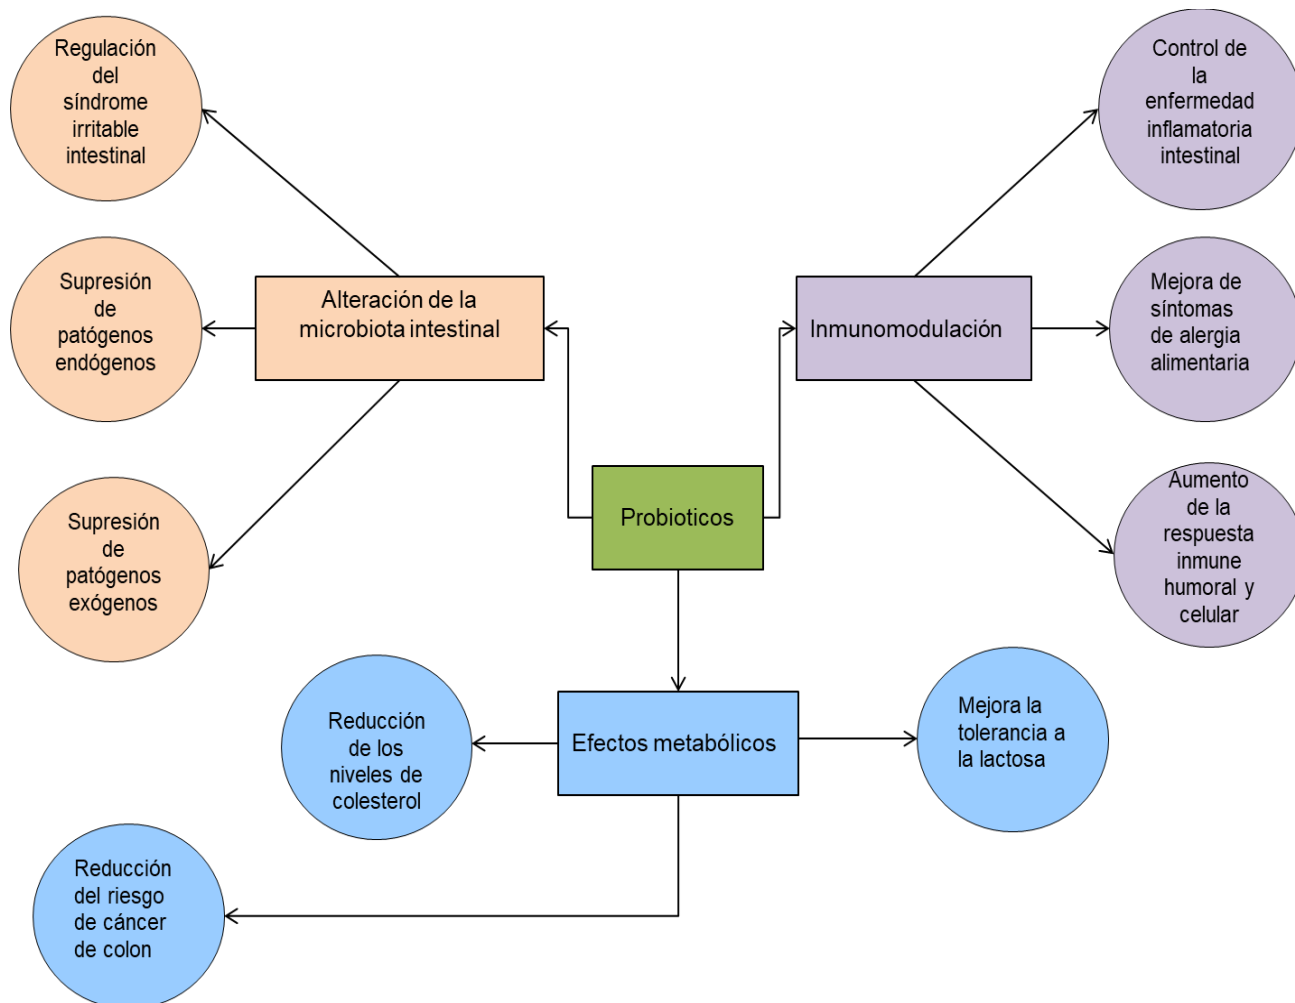 Regulación
del
síndrome
irritable
intestinal
Control de
la
enfermedad
inflamatoria
intestinal
Supresión
de
patógenos
endógenos
Alteración de la
microbiota intestinal
Inmunomodulación
Mejora de
síntomas
de alergia
alimentaria
Supresión
de
patógenos
exógenos
Probioticos
Aumento
de la
respuesta
inmune
humoral y
celular
Reducción
de los
niveles de
colesterol
Efectos metabólicos
Mejora la
tolerancia a
la lactosa
Reducción
del riesgo
de cáncer
de colon